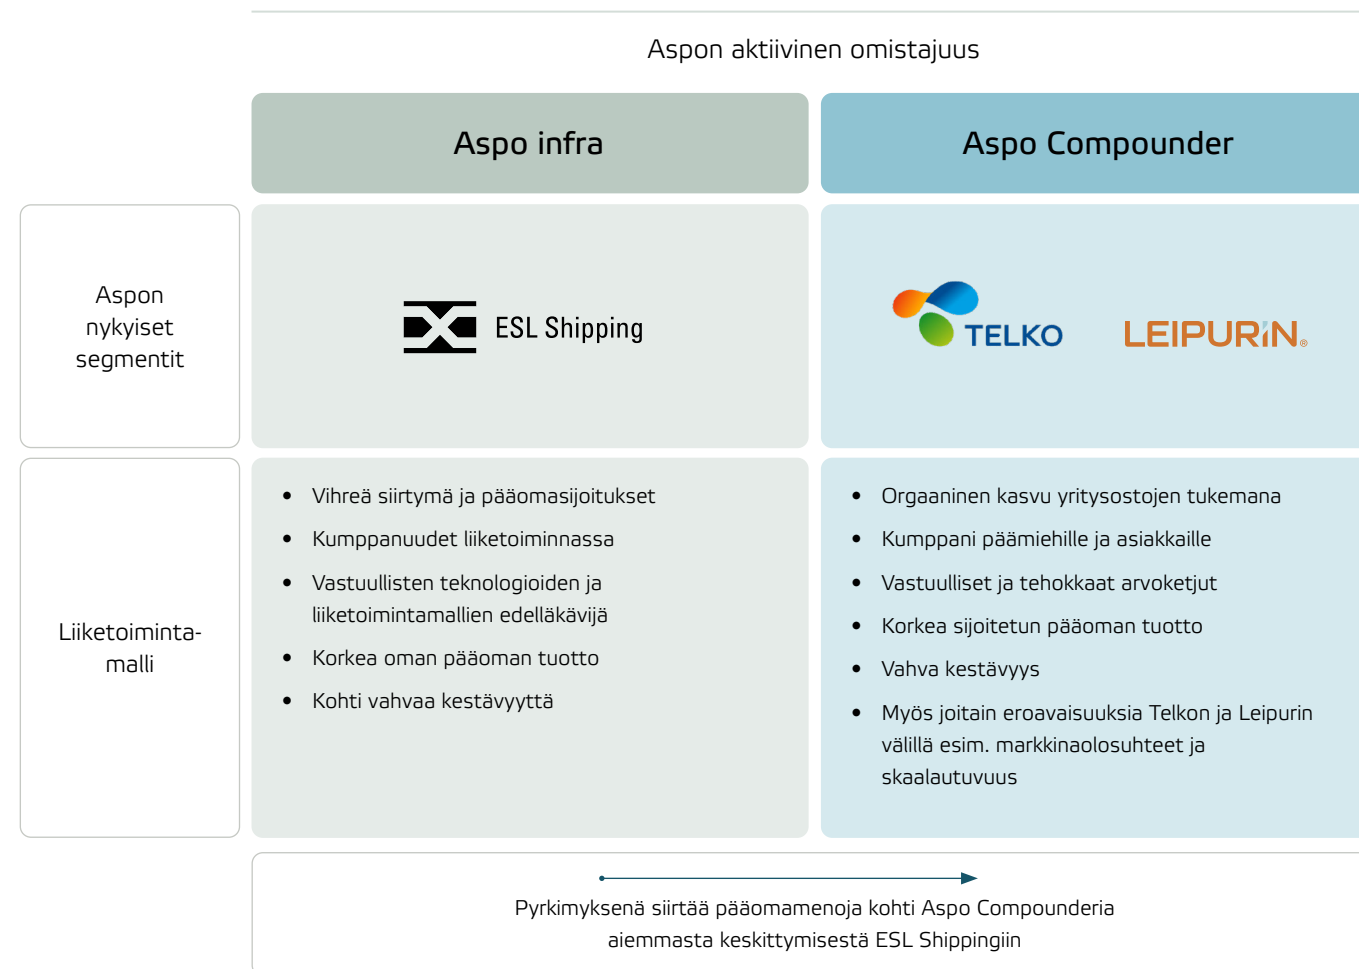 Aspon aktiivinen omistajuus
Aspo infra
Aspo Compounder
Aspon
nykyiset
segmentit
ESL Shipping
TELKO
LEIPURIN®
Liiketoiminta-
malli
• Vihreä siirtymä ja pääomasijoitukset
• Kumppanuudet liiketoiminnassa
• Vastuullisten teknologioiden ja
liiketoimintamallien edelläkävijä
• Korkea oman pääoman tuotto
• Kohti vahvaa kestävyyttä
• Orgaaninen kasvu yritysostojen tukemana
• Kumppani päämiehille ja asiakkaille
• Vastuulliset ja tehokkaat arvoketjut
• Korkea sijoitetun pääoman tuotto
• Vahva kestävyys
• Myös joitain eroavaisuuksia Telkon ja Leipurin
välillä esim. markkinaolosuhteet ja
skaalautuvuus
Pyrkimyksenä siirtää pääomamenoja kohti Aspo Compounderia
aiemmasta keskittymisestä ESL Shippingiin